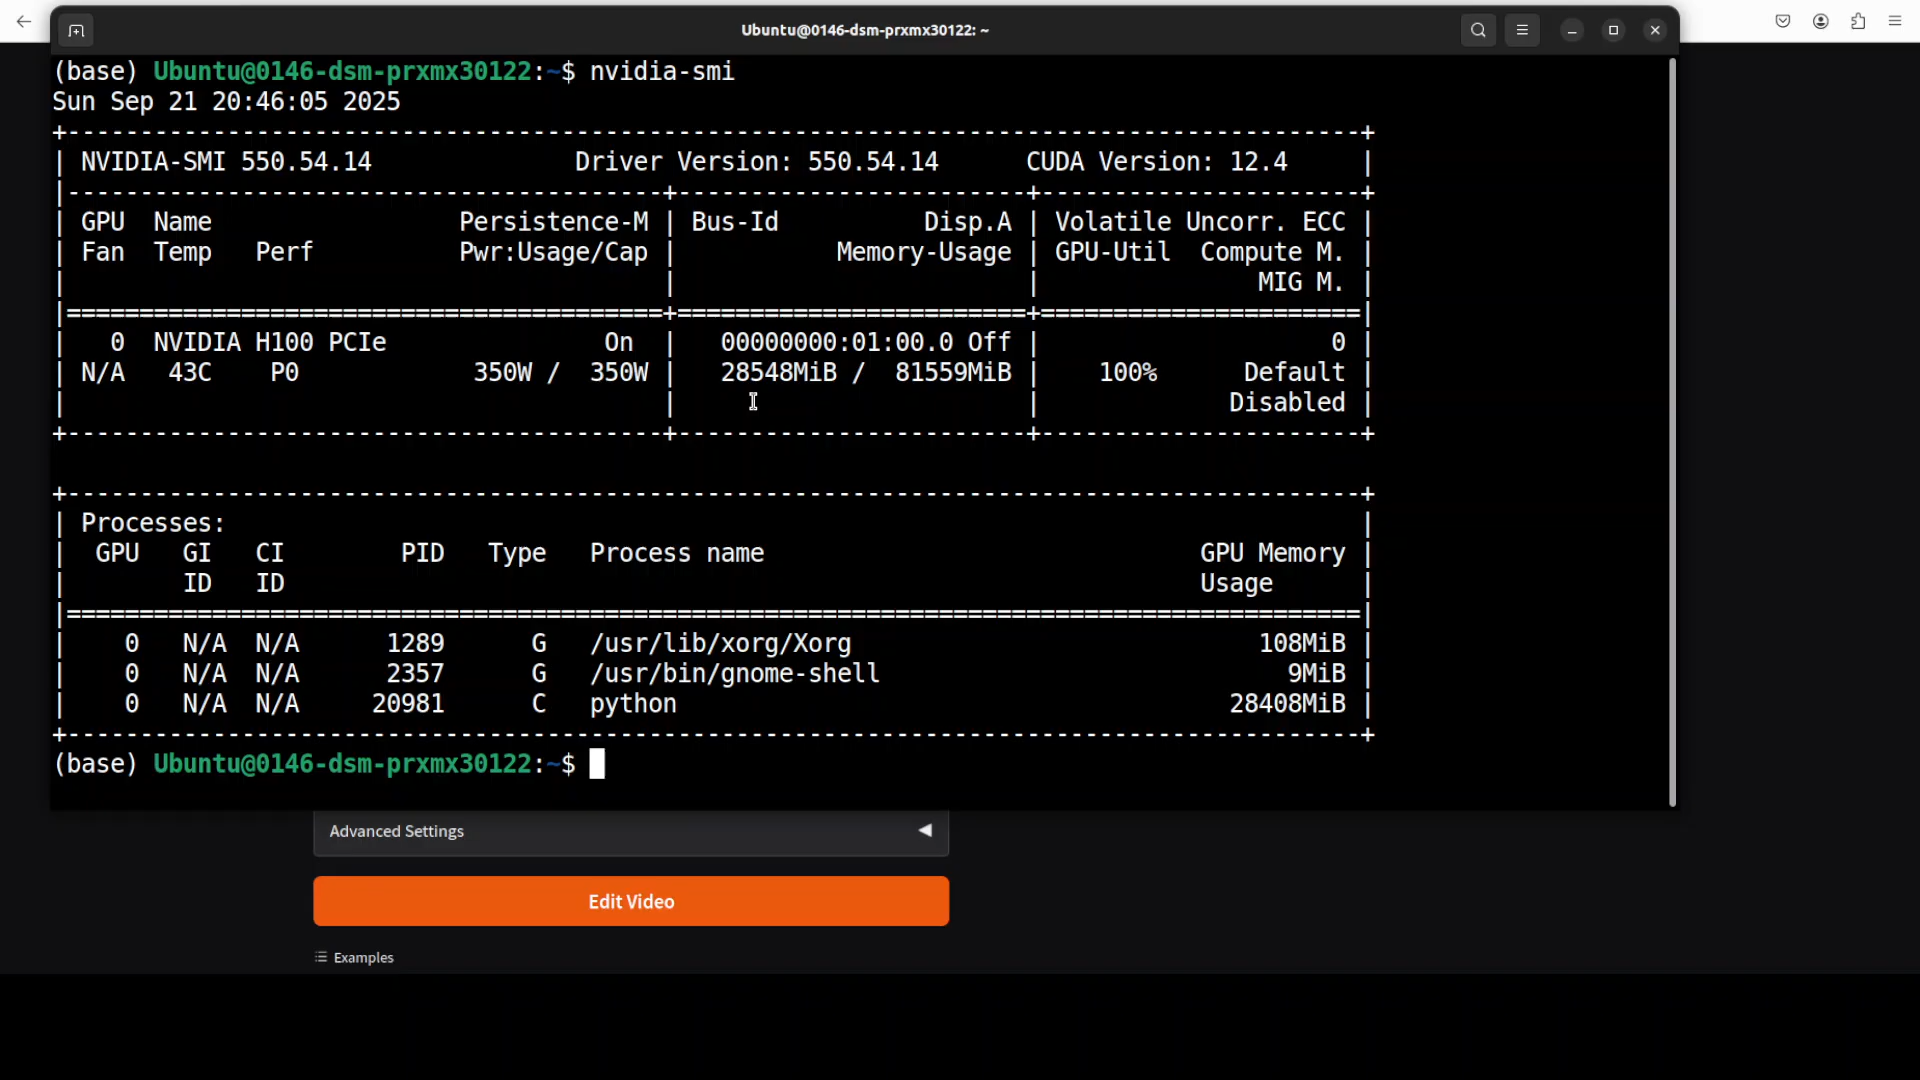 Ubuntu@0146-dsm-prxmx30122: ~
(base) Ubuntu@0146-dsm-prxmx30122:~$ nvidia-smi
Sun Sep 21 20:46:05 2025
+-----------------------------------------------------------------------------------------+
| NVIDIA-SMI 550.54.14              Driver Version: 550.54.14      CUDA Version: 12.4     |
|-----------------------------------------+------------------------+----------------------+
| GPU  Name                 Persistence-M | Bus-Id          Disp.A | Volatile Uncorr. ECC |
| Fan  Temp   Perf          Pwr:Usage/Cap |           Memory-Usage | GPU-Util  Compute M. |
|                                         |                        |               MIG M. |
|=========================================+========================+======================|
|   0  NVIDIA H100 PCIe               On  |   00000000:01:00.0 Off |                    0 |
| N/A   43C    P0             350W /  350W |   28548MiB /  81559MiB |    100%      Default |
|                                         |                        |             Disabled |
+-----------------------------------------+------------------------+----------------------+
+-----------------------------------------------------------------------------------------+
| Processes:                                                                              |
|  GPU   GI   CI        PID   Type   Process name                              GPU Memory |
|        ID   ID                                                               Usage      |
|=========================================================================================|
|    0   N/A  N/A      1289      G   /usr/lib/xorg/Xorg                            108MiB |
|    0   N/A  N/A      2357      G   /usr/bin/gnome-shell                            9MiB |
|    0   N/A  N/A     20981      C   python                                      28408MiB |
+-----------------------------------------------------------------------------------------+
(base) Ubuntu@0146-dsm-prxmx30122:~$
Advanced Settings
Edit Video
Examples